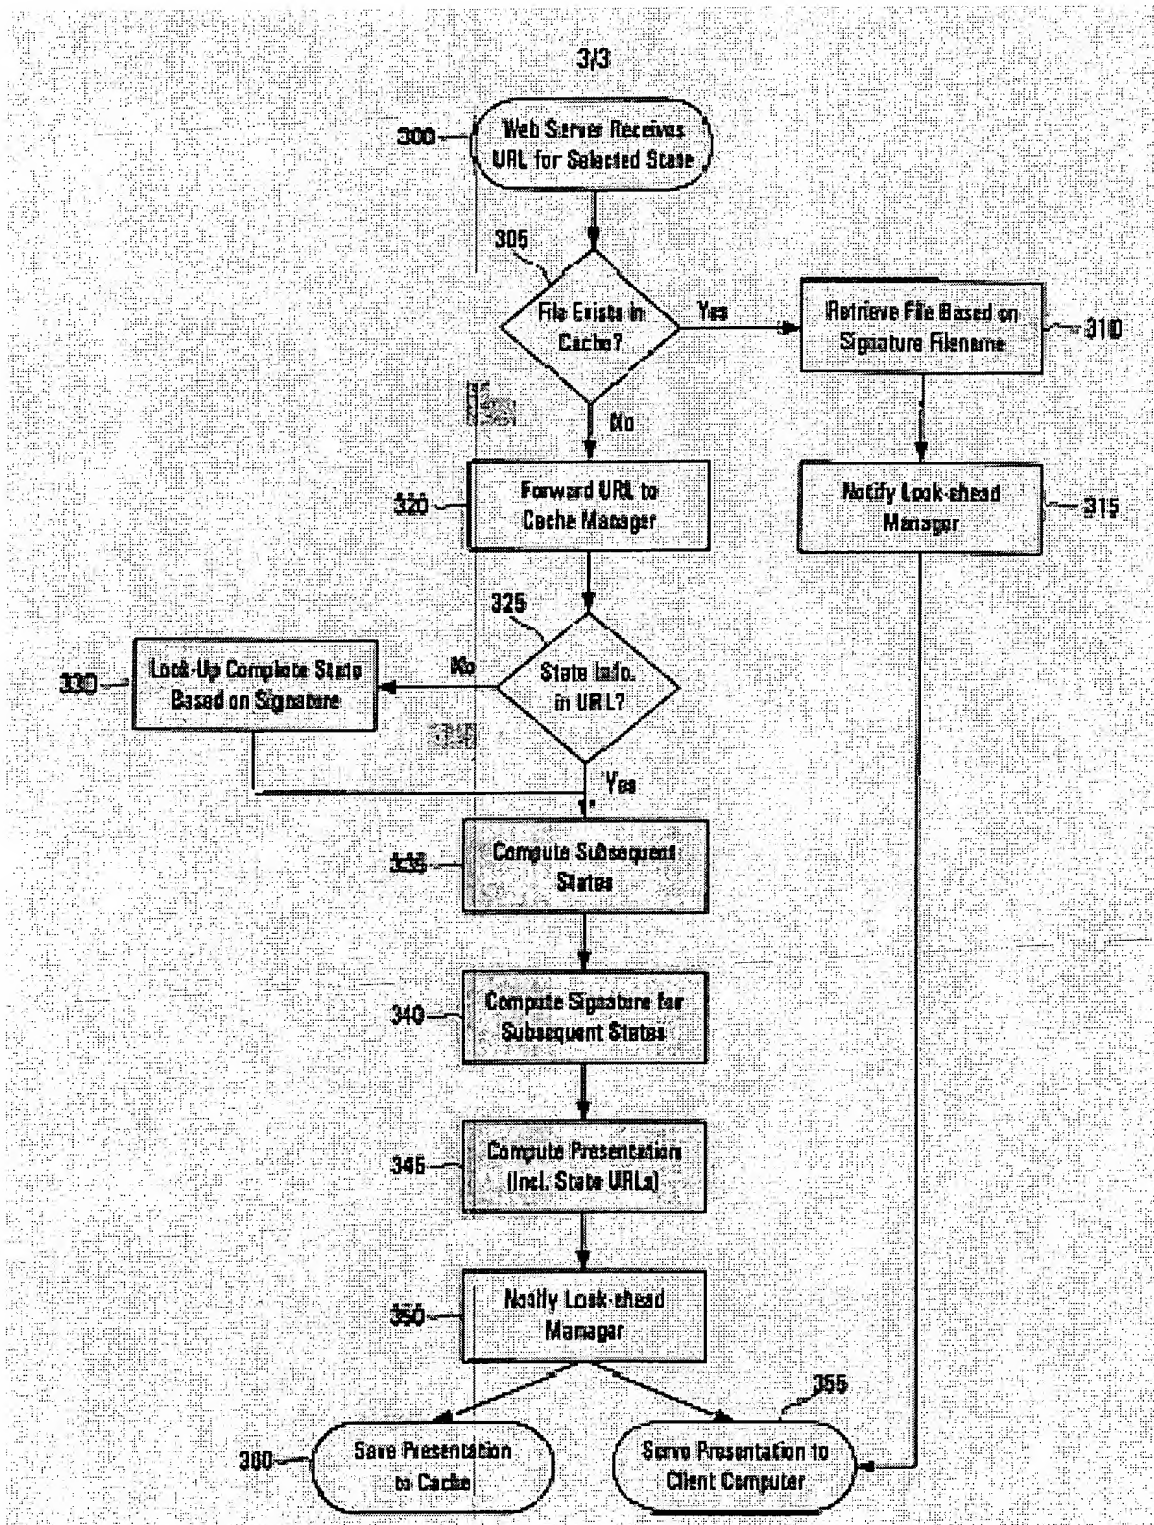 3/3
300
Web Server Receives
URL for Selected State
305
File Exists in
Cache?
Yes
Retrieve File Based on
Signature Filename
310
No
320
Forward URL to
Cache Manager
Notify Look-ahead
Manager
315
325
330
Look-Up Complete State
Based on Signature
No
State Info.
in URL?
Yes
335
Compute Subsequent
States
340
Compute Signature for
Subsequent States
345
Compute Presentation
(Incl. State URLs)
350
Notify Look-ahead
Manager
355
360
Save Presentation
to Cache
Serve Presentation to
Client Computer